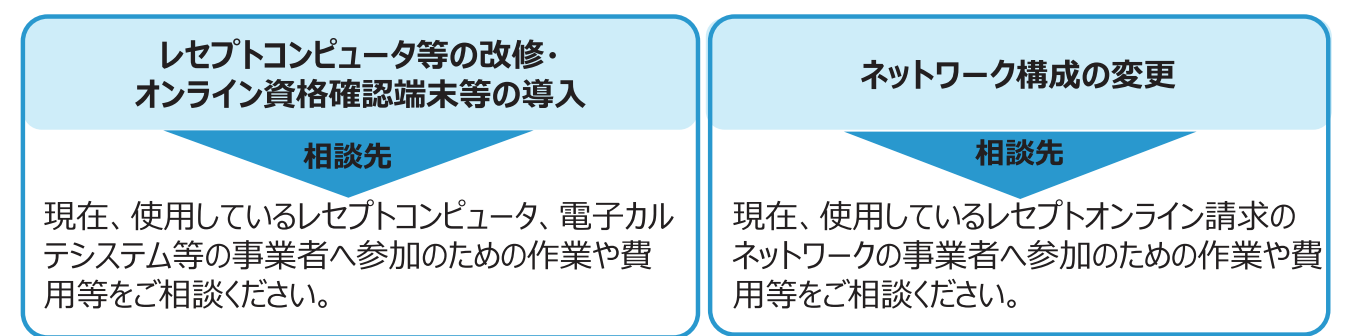 レセプトコンピュータ等の改修・
オンライン資格確認端末等の導入
相談先
現在、使用しているレセプトコンピュータ、電子カル
テシステム等の事業者へ参加のための作業や費
用等をご相談ください。
ネットワーク構成の変更
相談先
現在、使用しているレセプトオンライン請求の
ネットワークの事業者へ参加のための作業や費
用等をご相談ください。